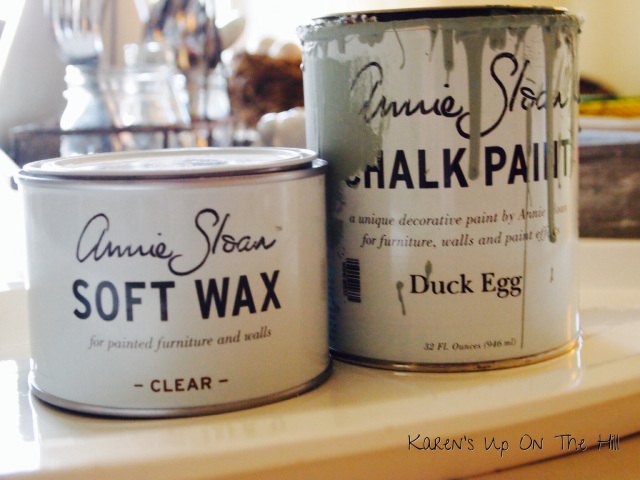 Annie Sloan™
SOFT WAX
for painted furniture and walls
– CLEAR –
Annie Sloan
CHALK PAINT
a unique decorative paint by Annie Sloan
for furniture, walls and paint effects
Duck Egg
32 Fl. Ounces (946 ml)
Karen's Up On The Hill